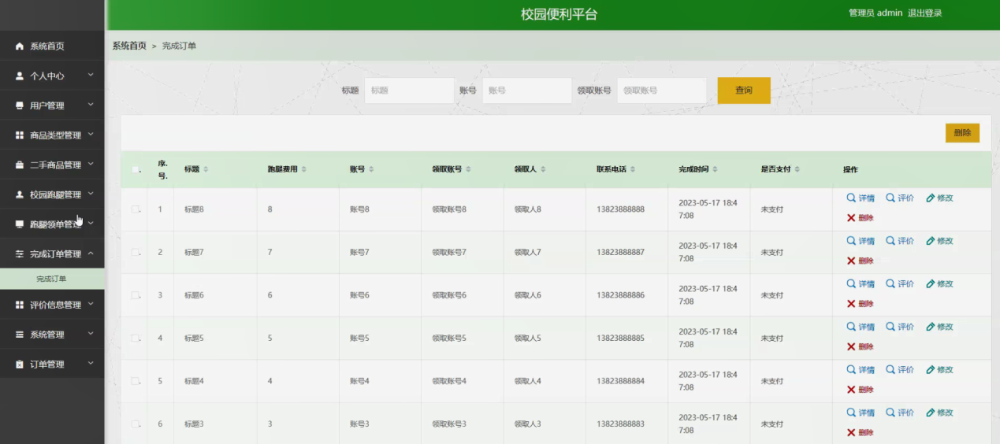 校园便利平台
管理员 admin 退出登录
系统首页
个人中心
用户管理
商品类型管理
二手商品管理
校园跑腿管理
跑腿领单管理
完成订单管理
完成订单
评价信息管理
系统管理
订单管理
系统首页 > 完成订单
标题 标题 账号 账号 领取账号 领取账号 查询
删除
序号. 标题 跑腿费用 账号 领取账号 领取人 联系电话 完成时间 是否支付 操作
1 标题8 8 账号8 领取账号8 领取人8 13823888888 2023-05-17 18:47:08 未支付 详情 评价 修改 删除
2 标题7 7 账号7 领取账号7 领取人7 13823888887 2023-05-17 18:47:08 未支付 详情 评价 修改 删除
3 标题6 6 账号6 领取账号6 领取人6 13823888886 2023-05-17 18:47:08 未支付 详情 评价 修改 删除
4 标题5 5 账号5 领取账号5 领取人5 13823888885 2023-05-17 18:47:08 未支付 详情 评价 修改 删除
5 标题4 4 账号4 领取账号4 领取人4 13823888884 2023-05-17 18:47:08 未支付 详情 评价 修改 删除
6 标题3 3 账号3 领取账号3 领取人3 13823888883 2023-05-17 18:47:08 未支付 详情 评价 修改 删除